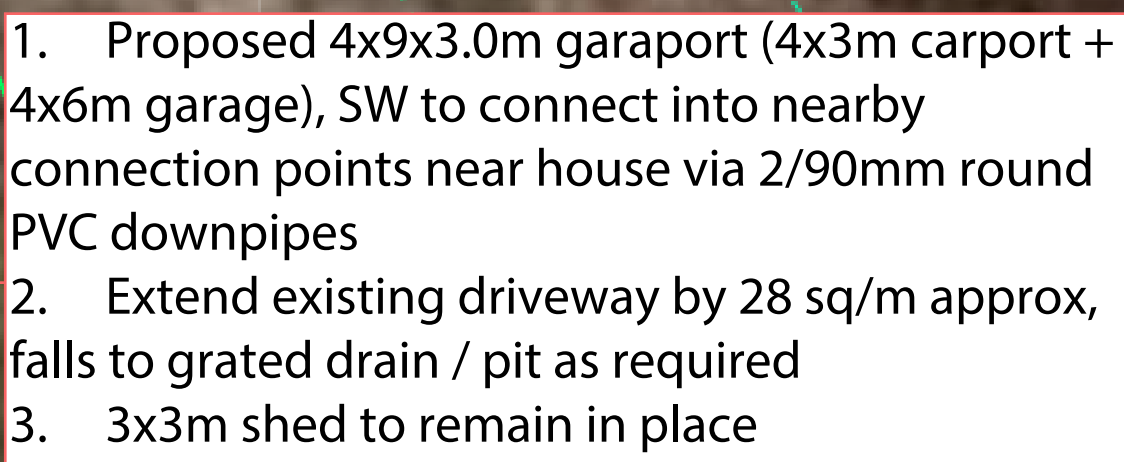 1. Proposed 4x9x3.0m garaport (4x3m carport +
4x6m garage), SW to connect into nearby
connection points near house via 2/90mm round
PVC downpipes
2. Extend existing driveway by 28 sq/m approx,
falls to grated drain / pit as required
3. 3x3m shed to remain in place